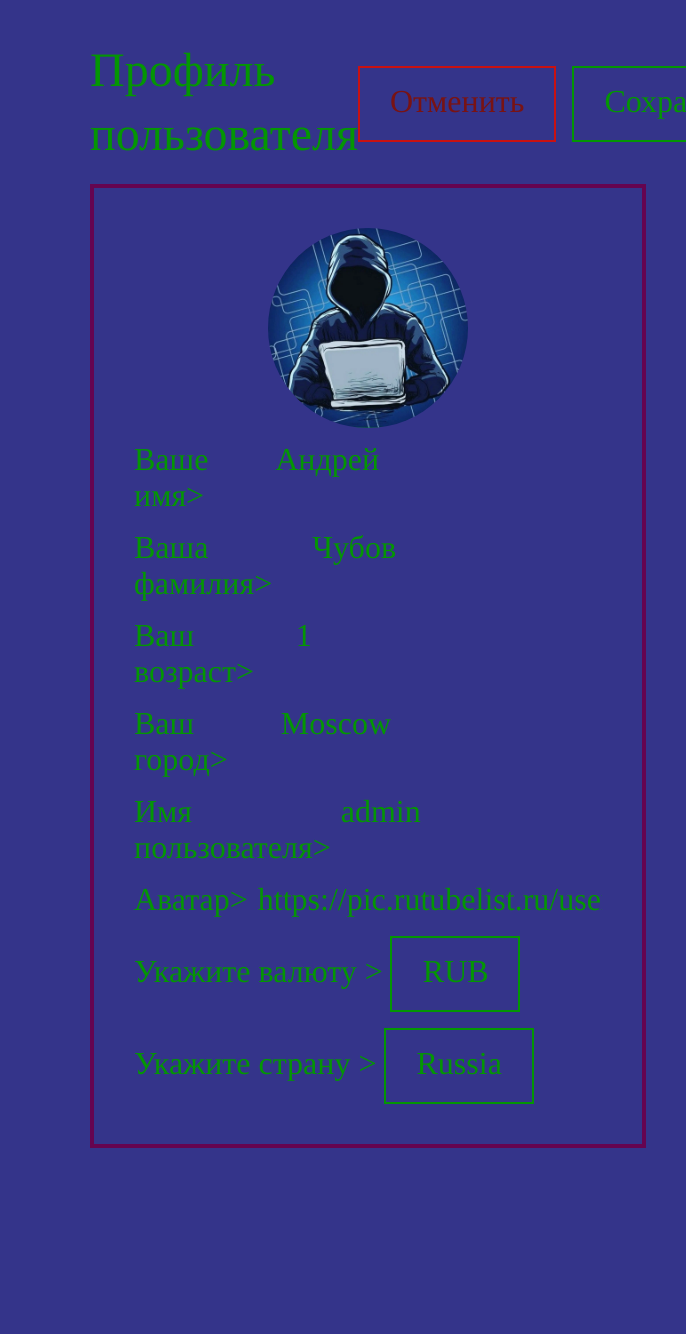 Профиль
пользователя
Отменить
Сохра
Ваше Андрей
имя>
Ваша Чубов
фамилия>
Ваш 1
возраст>
Ваш Moscow
город>
Имя admin
пользователя>
Аватар> https://pic.rutubelist.ru/use
Укажите валюту > RUB
Укажите страну > Russia